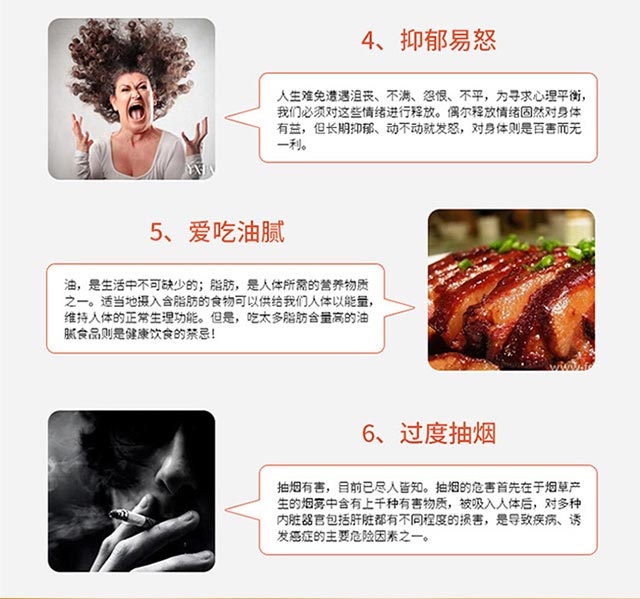 4、抑郁易怒
人生难免遭遇沮丧、不满、怨恨、不平，为寻求心理平衡，
我们必须对这些情绪进行释放。偶尔释放情绪固然对身体
有益，但长期抑郁、动不动就发怒，对身体则是百害而无
一利。
5、爱吃油腻
油，是生活中不可缺少的；脂肪，是人体所需的营养物质
之一。适当地摄入含脂肪的食物可以供给我们人体以能量，
维持人体的正常生理功能。但是，吃太多脂肪含量高的油
腻食品则是健康饮食的禁忌！
6、过度抽烟
抽烟有害，目前已尽人皆知。抽烟的危害首先在于烟草产
生的烟雾中含有上千种有害物质，被吸入人体后，对多种
内脏器官包括肝脏都有不同程度的损害，是导致疾病、诱
发癌症的主要危险因素之一。